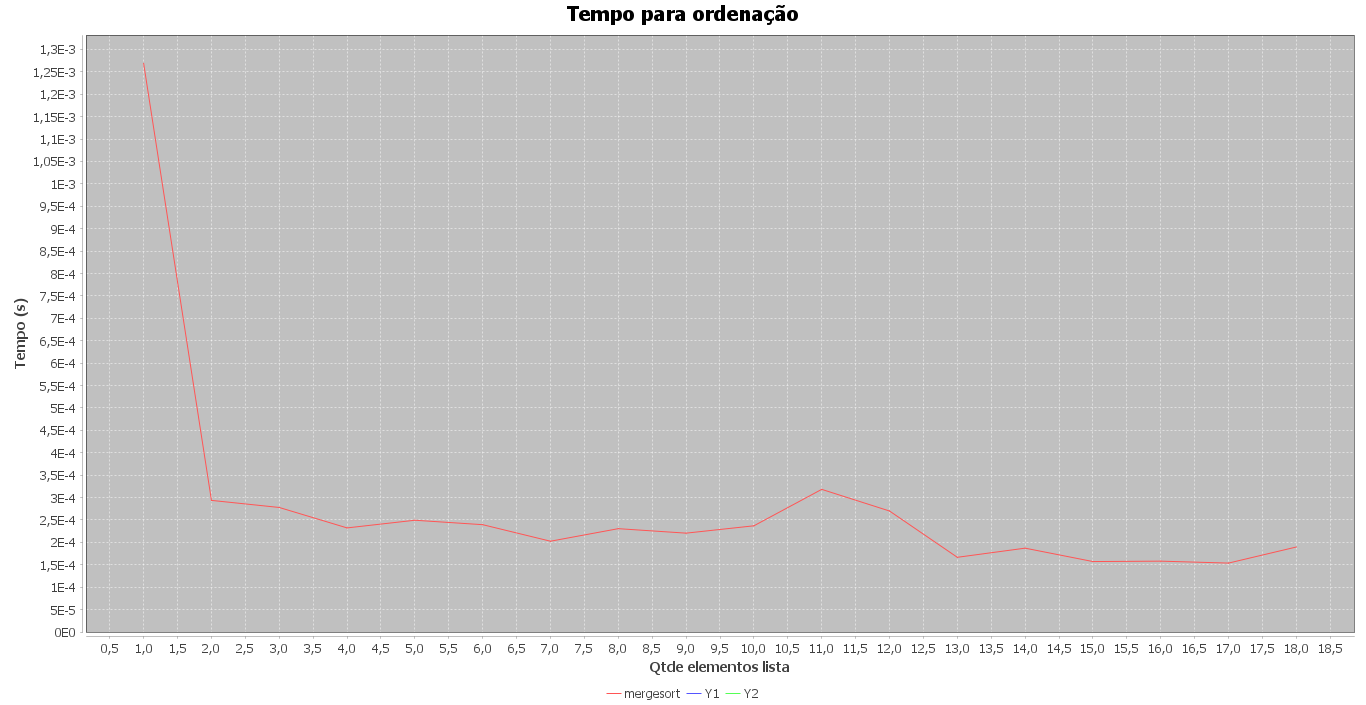 Tempo para ordenação
1,3E-3
1,25E-3
1,2E-3
1,15E-3
1,1E-3
1,05E-3
1E-3
9,5E-4
9E-4
8,5E-4
8E-4
7,5E-4
7E-4
6,5E-4
6E-4
5,5E-4
5E-4
4,5E-4
4E-4
3,5E-4
3E-4
2,5E-4
2E-4
1,5E-4
1E-4
5E-5
0E0
Tempo (s)
0,5 1,0 1,5 2,0 2,5 3,0 3,5 4,0 4,5 5,0 5,5 6,0 6,5 7,0 7,5 8,0 8,5 9,0 9,5 10,0 10,5 11,0 11,5 12,0 12,5 13,0 13,5 14,0 14,5 15,0 15,5 16,0 16,5 17,0 17,5 18,0 18,5
Qtde elementos lista
mergesort Y1 Y2